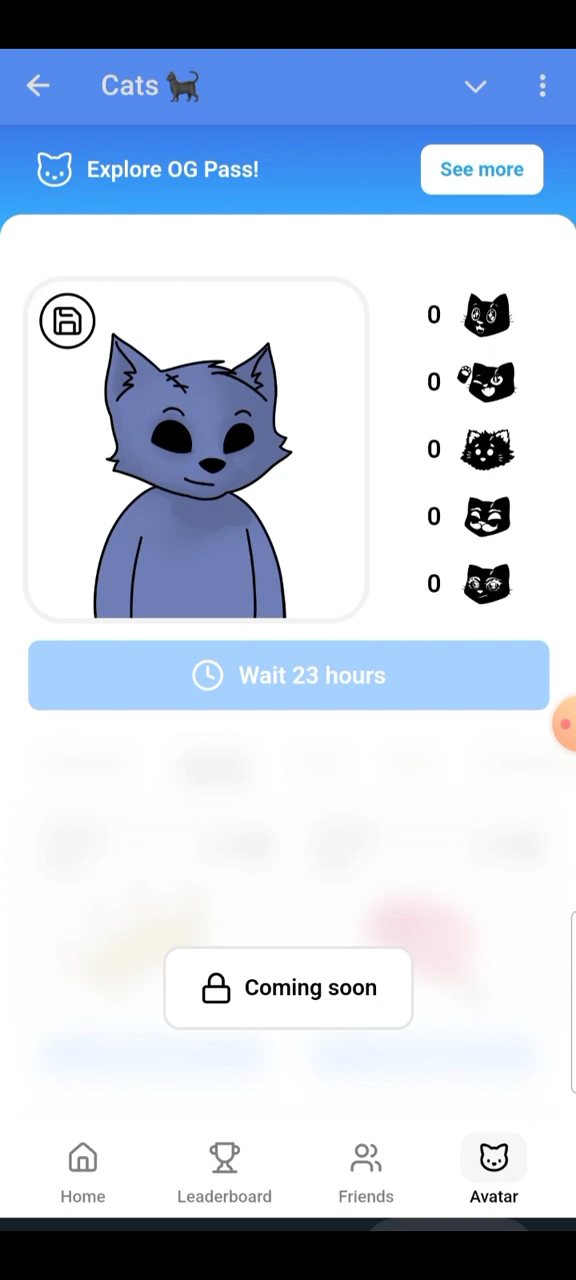 Cats 🐈‍⬛
Explore OG Pass!
See more
0
0
0
0
0
Wait 23 hours
Coming soon
Home
Leaderboard
Friends
Avatar